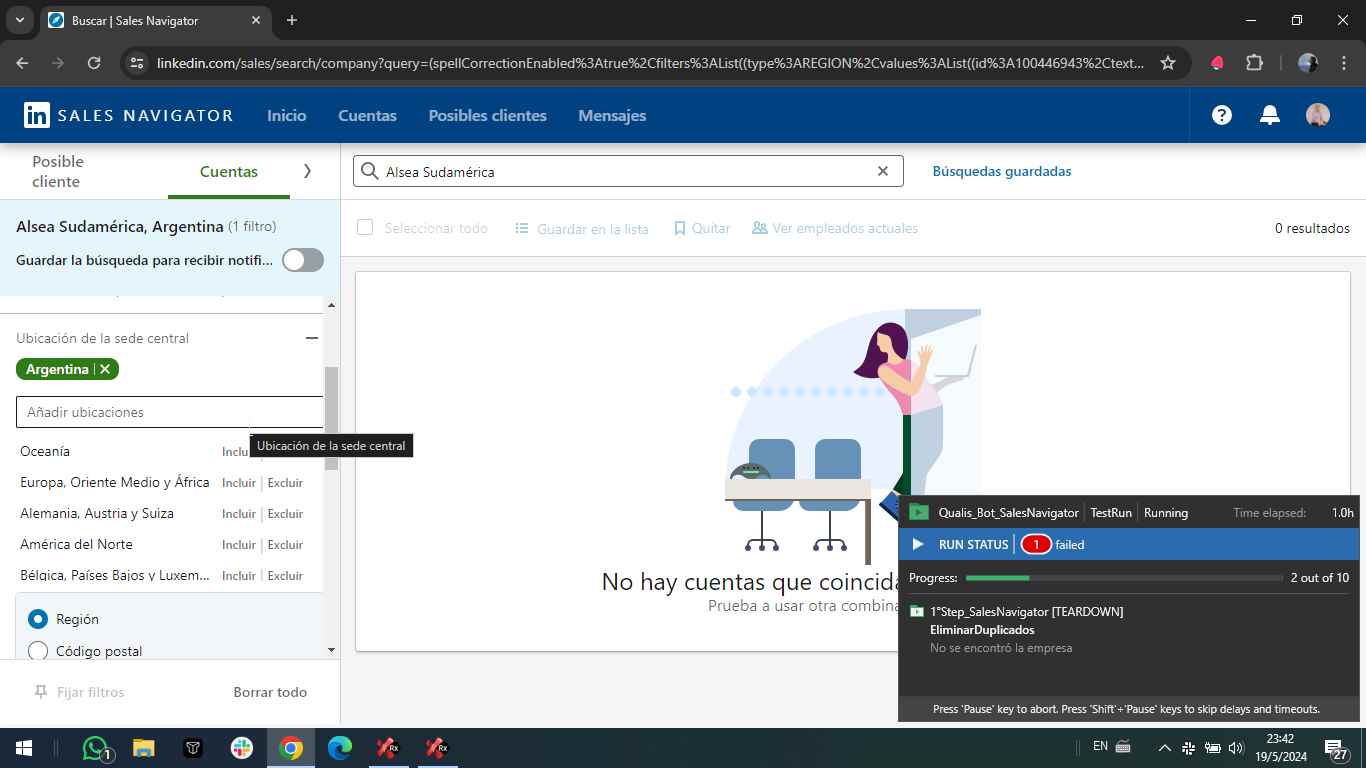 Buscar | Sales Navigator
linkedin.com/sales/search/company?query=(spellCorrectionEnabled%3Atrue%2Cfilters%3AList((type%3AREGION%2Cvalues%3AList((id%3A100446943%2Ctext...
in SALES NAVIGATOR Inicio Cuentas Posibles clientes Mensajes
Posible cliente
Cuentas
Alsea Sudamérica
Búsquedas guardadas
Alsea Sudamérica, Argentina (1 filtro)
Guardar la búsqueda para recibir notifi...
Seleccionar todo Guardar en la lista Quitar Ver empleados actuales 0 resultados
Ubicación de la sede central
Argentina
Añadir ubicaciones
Ubicación de la sede central
Oceanía Inclu
Europa, Oriente Medio y África Incluir Excluir
Alemania, Austria y Suiza Incluir Excluir
América del Norte Incluir Excluir
Bélgica, Países Bajos y Luxem... Incluir Excluir
Región
Código postal
Fijar filtros Borrar todo
No hay cuentas que coincida
Prueba a usar otra combina
Qualis_Bot_SalesNavigator TestRun Running Time elapsed: 1.0h
RUN STATUS 1 failed
Progress: 2 out of 10
1°Step_SalesNavigator [TEARDOWN]
EliminarDuplicados
No se encontró la empresa
Press 'Pause' key to abort. Press 'Shift'+'Pause' keys to skip delays and timeouts.
1
Rx
Rx
EN
23:42
19/5/2024
27